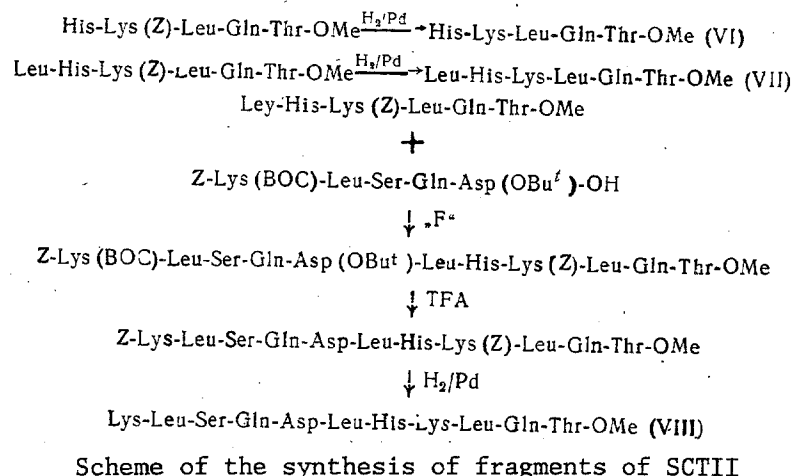 His-Lys (Z)-Leu-Gln-Thr-OMe H₂/Pd → His-Lys-Leu-Gln-Thr-OMe (VI)
Leu-His-Lys (Z)-Leu-Gln-Thr-OMe H₂/Pd → Leu-His-Lys-Leu-Gln-Thr-OMe (VII)
Ley-His-Lys (Z)-Leu-Gln-Thr-OMe
+
Z-Lys (BOC)-Leu-Ser-Gln-Asp (OBuᵗ)-OH
↓ „F“
Z-Lys (BOC)-Leu-Ser-Gln-Asp (OBuᵗ)-Leu-His-Lys (Z)-Leu-Gln-Thr-OMe
↓ TFA
Z-Lys-Leu-Ser-Gln-Asp-Leu-His-Lys (Z)-Leu-Gln-Thr-OMe
↓ H₂/Pd
Lys-Leu-Ser-Gln-Asp-Leu-His-Lys-Leu-Gln-Thr-OMe (VIII)
Scheme of the synthesis of fragments of SCTII